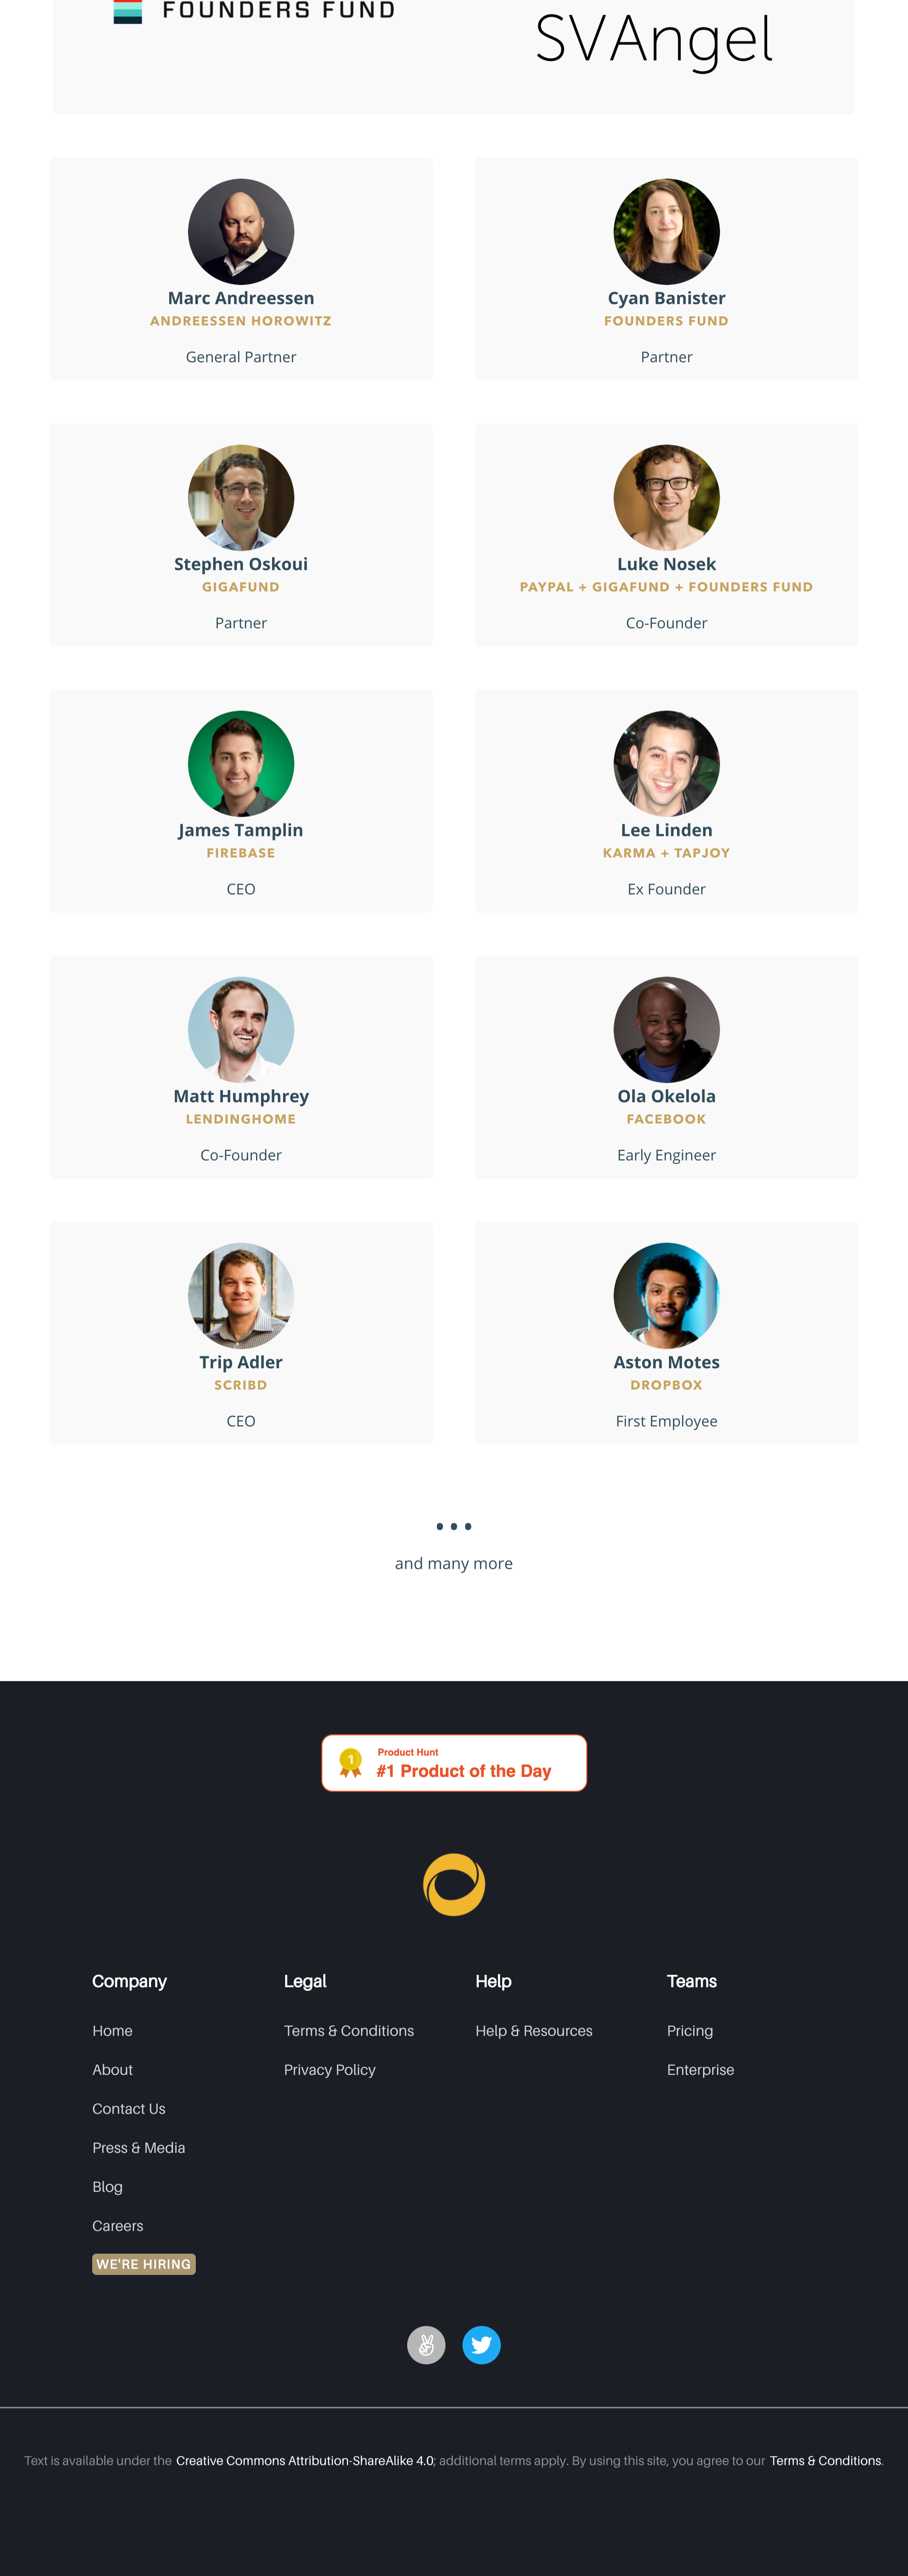 FOUNDERS FUND
SVAngel
Marc Andreessen
ANDREESSEN HOROWITZ
General Partner
Cyan Banister
FOUNDERS FUND
Partner
Stephen Oskoui
GIGAFUND
Partner
Luke Nosek
PAYPAL + GIGAFUND + FOUNDERS FUND
Co-Founder
James Tamplin
FIREBASE
CEO
Lee Linden
KARMA + TAPJOY
Ex Founder
Matt Humphrey
LENDINGHOME
Co-Founder
Ola Okelola
FACEBOOK
Early Engineer
Trip Adler
SCRIBD
CEO
Aston Motes
DROPBOX
First Employee
•••
and many more
1
Product Hunt
#1 Product of the Day
Company
Home
About
Contact Us
Press & Media
Blog
Careers
WE'RE HIRING
Legal
Terms & Conditions
Privacy Policy
Help
Help & Resources
Teams
Pricing
Enterprise
Text is available under the Creative Commons Attribution-ShareAlike 4.0; additional terms apply. By using this site, you agree to our Terms & Conditions.